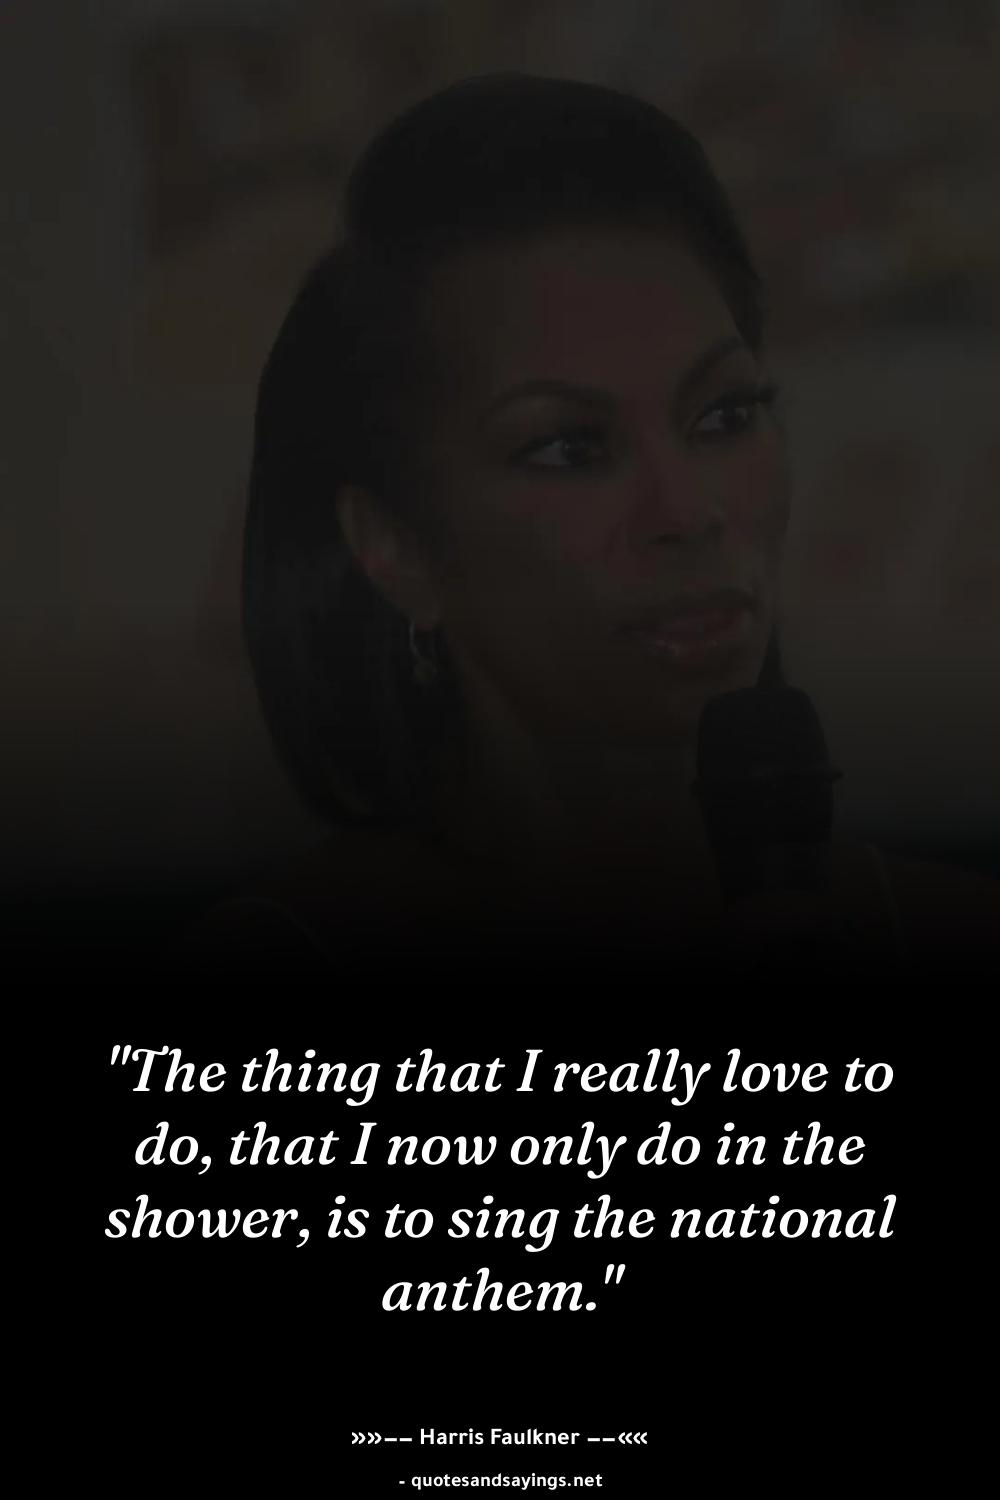 "The thing that I really love to
do, that I now only do in the
shower, is to sing the national
anthem."
»»–– Harris Faulkner ––««
- quotesandsayings.net